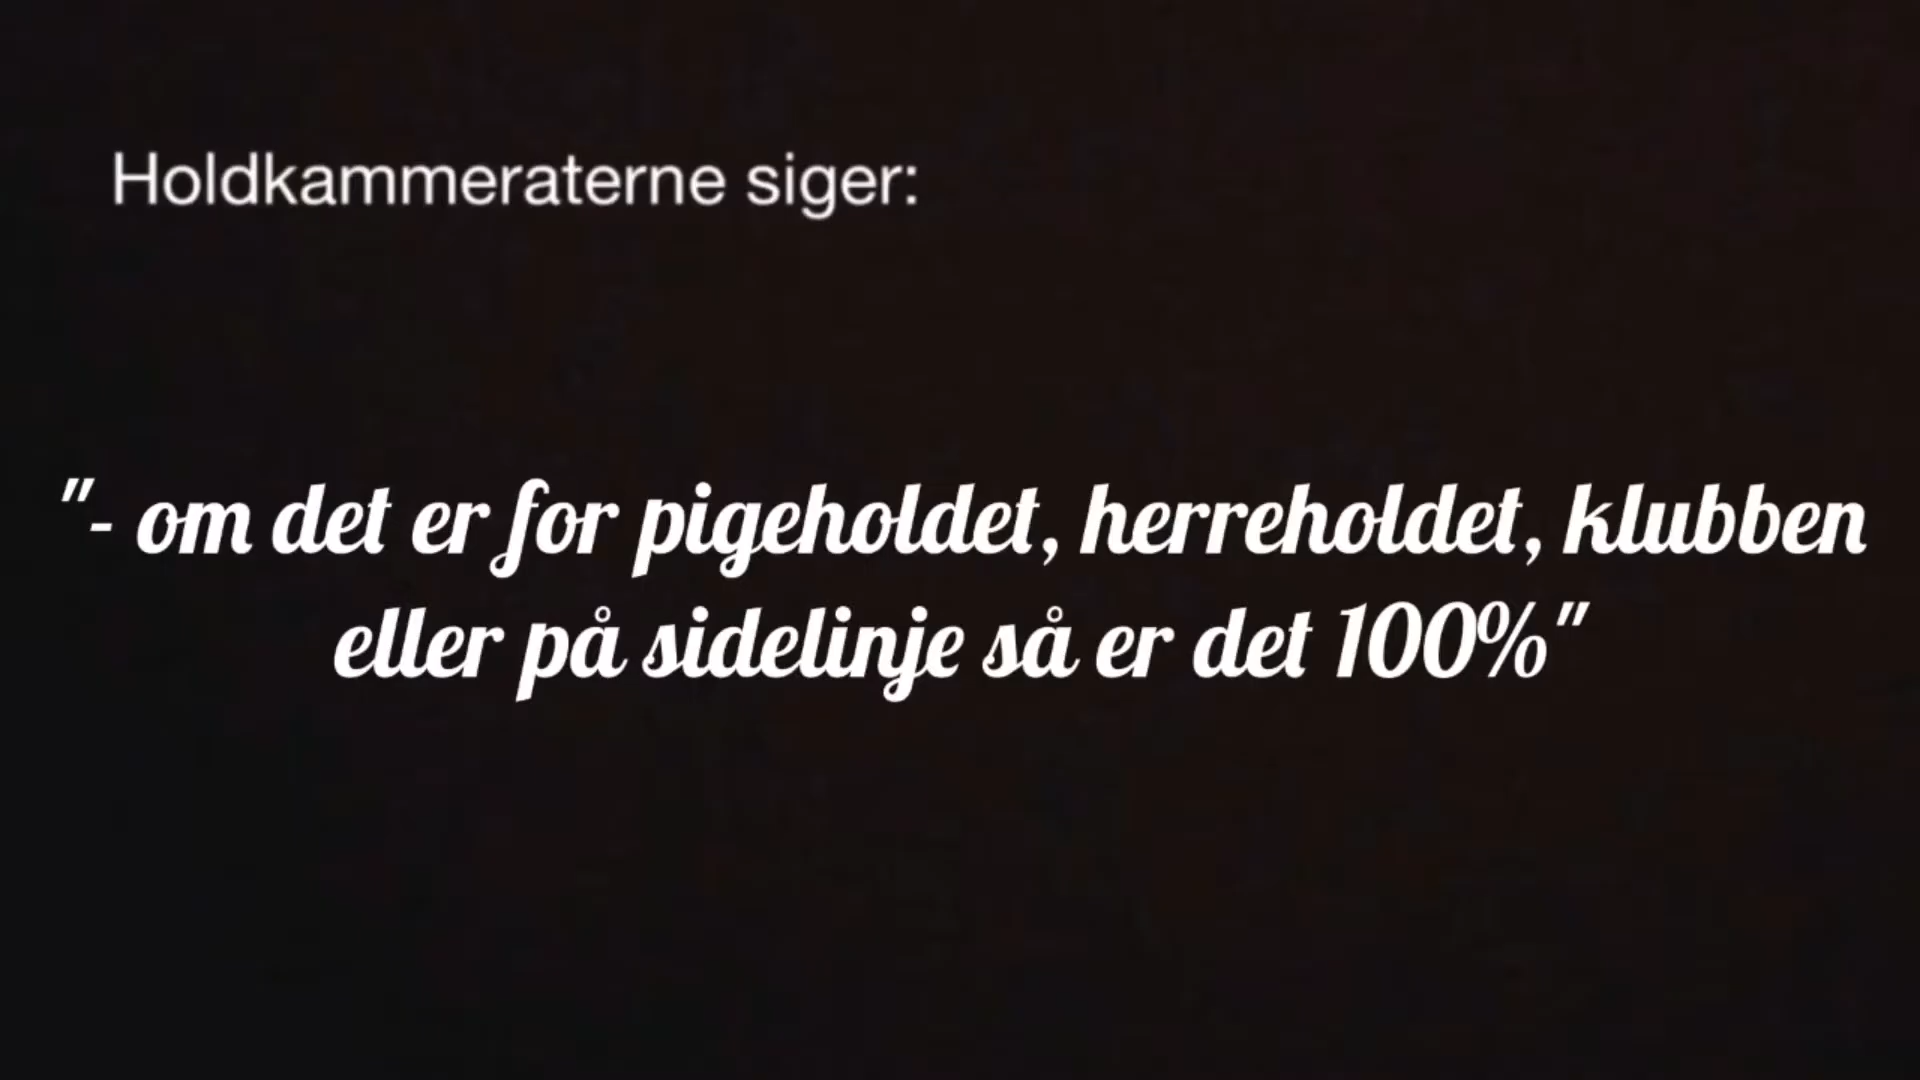 Holdkammeraterne siger:
"- om det er for pigeholdet, herreholdet, klubben
eller på sidelinje så er det 100%"